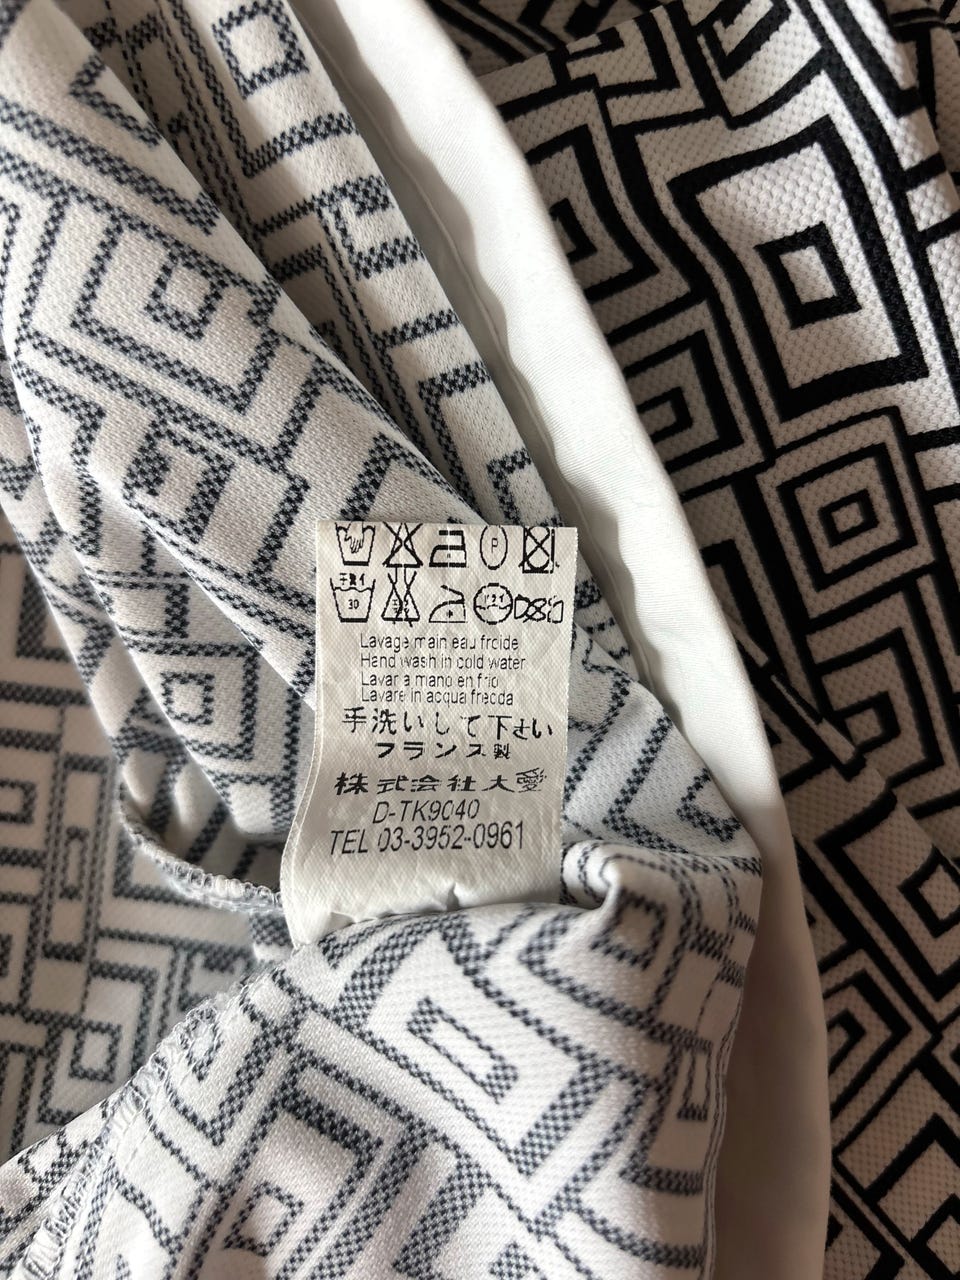 P
30
Lavage main eau froide
Hand wash in cold water
Lavar a mano en frio
Lavare in acqua fredda
手洗いして下さい
フランス製
株式会社大愛
D-TK9040
TEL 03-3952-0961